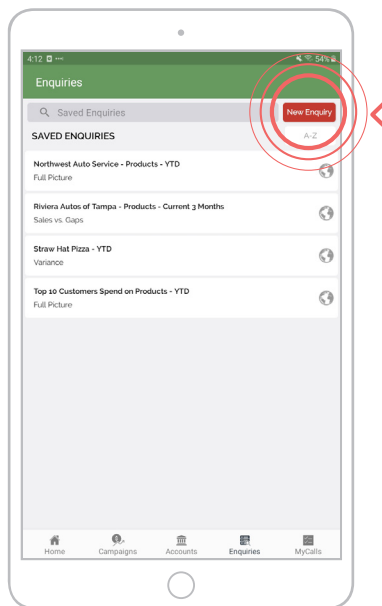 4:12
54%
Enquiries
Saved Enquiries
New Enquiry
SAVED ENQUIRIES
A-Z
Northwest Auto Service - Products - YTD
Full Picture
Riviera Autos of Tampa - Products - Current 3 Months
Sales vs. Gaps
Straw Hat Pizza - YTD
Variance
Top 10 Customers Spend on Products - YTD
Full Picture
Home
Campaigns
Accounts
Enquiries
MyCalls